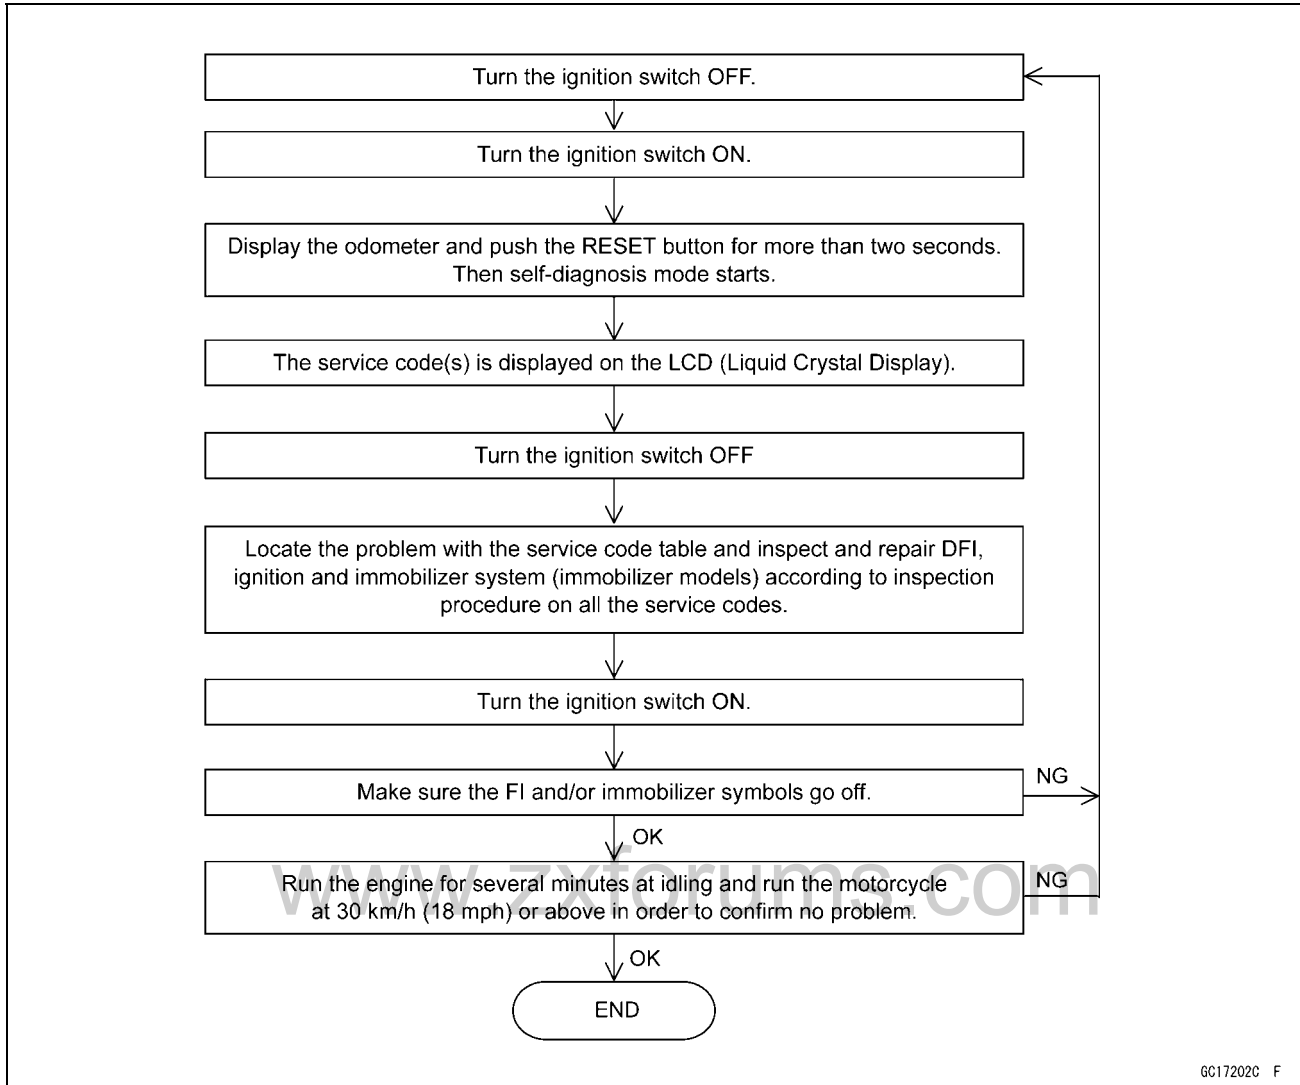 Turn the ignition switch OFF.
Turn the ignition switch ON.
Display the odometer and push the RESET button for more than two seconds.
Then self-diagnosis mode starts.
The service code(s) is displayed on the LCD (Liquid Crystal Display).
Turn the ignition switch OFF
Locate the problem with the service code table and inspect and repair DFI,
ignition and immobilizer system (immobilizer models) according to inspection
procedure on all the service codes.
Turn the ignition switch ON.
Make sure the FI and/or immobilizer symbols go off.
NG
OK
www.zxforums.com
Run the engine for several minutes at idling and run the motorcycle
at 30 km/h (18 mph) or above in order to confirm no problem.
NG
OK
END
GC17202C F